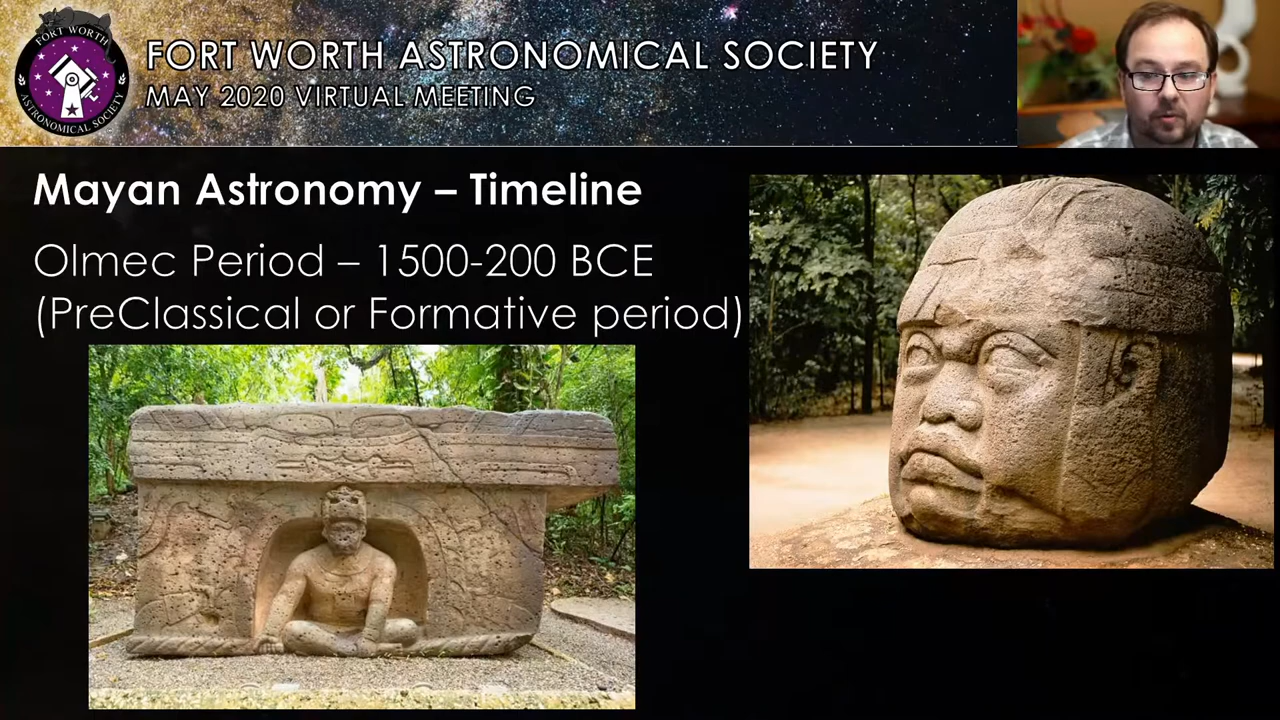 FORT WORTH
ASTRONOMICAL SOCIETY
FORT WORTH ASTRONOMICAL SOCIETY
MAY 2020 VIRTUAL MEETING
Mayan Astronomy – Timeline
Olmec Period – 1500-200 BCE
(PreClassical or Formative period)